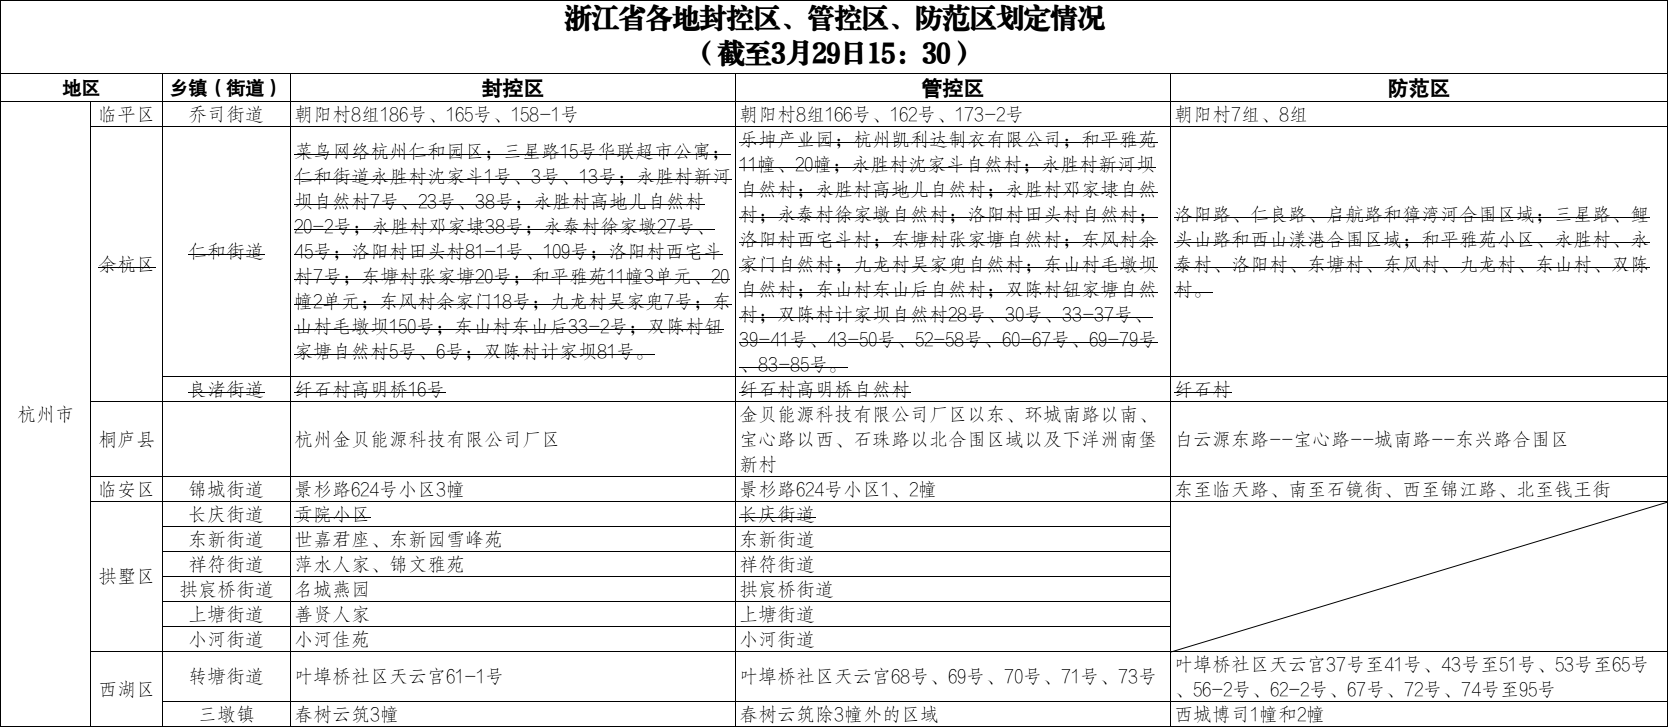 浙江省各地封控区、管控区、防范区划定情况
（截至3月29日15：30）
地区 乡镇（街道） 封控区 管控区 防范区
杭州市
临平区 乔司街道 朝阳村8组186号、165号、158-1号 朝阳村8组166号、162号、173-2号 朝阳村7组、8组
余杭区
仁和街道
菜鸟网络杭州仁和园区；三星路15号华联超市公寓；
仁和街道永胜村沈家斗1号、3号、13号；永胜村新河
坝自然村7号、23号、38号；永胜村高地儿自然村
20-2号；永胜村邓家埭38号；永泰村徐家墩27号、
45号；洛阳村田头村81-1号、109号；洛阳村西宅斗
村7号；东塘村张家塘20号；和平雅苑11幢3单元、20
幢2单元；东风村余家门18号；九龙村吴家兜7号；东
山村毛墩坝150号；东山村东山后33-2号；双陈村钮
家塘自然村5号、6号；双陈村计家坝81号。
乐坤产业园；杭州凯利达制衣有限公司；和平雅苑
11幢、20幢；永胜村沈家斗自然村；永胜村新河坝
自然村；永胜村高地儿自然村；永胜村邓家埭自然
村；永泰村徐家墩自然村；洛阳村田头村自然村；
洛阳村西宅斗村；东塘村张家塘自然村；东风村余
家门自然村；九龙村吴家兜自然村；东山村毛墩坝
自然村；东山村东山后自然村；双陈村钮家塘自然
村；双陈村计家坝自然村28号、30号、33-37号、
39-41号、43-50号、52-58号、60-67号、69-79号
、83-85号。
洛阳路、仁良路、启航路和獐湾河合围区域；三星路、鲤
头山路和西山漾港合围区域；和平雅苑小区、永胜村、永
泰村、洛阳村、东塘村、东风村、九龙村、东山村、双陈
村。
良渚街道 纤石村高明桥16号 纤石村高明桥自然村 纤石村
桐庐县
杭州金贝能源科技有限公司厂区
金贝能源科技有限公司厂区以东、环城南路以南、
宝心路以西、石珠路以北合围区域以及下洋洲南堡
新村
白云源东路--宝心路--城南路--东兴路合围区
临安区 锦城街道 景杉路624号小区3幢 景杉路624号小区1、2幢 东至临天路、南至石镜街、西至锦江路、北至钱王街
拱墅区
长庆街道 贡院小区 长庆街道
东新街道 世嘉君座、东新园雪峰苑 东新街道
祥符街道 萍水人家、锦文雅苑 祥符街道
拱宸桥街道 名城燕园 拱宸桥街道
上塘街道 善贤人家 上塘街道
小河街道 小河佳苑 小河街道
西湖区
转塘街道 叶埠桥社区天云宫61-1号 叶埠桥社区天云宫68号、69号、70号、71号、73号
叶埠桥社区天云宫37号至41号、43号至51号、53号至65号
、56-2号、62-2号、67号、72号、74号至95号
三墩镇 春树云筑3幢 春树云筑除3幢外的区域 西城博司1幢和2幢